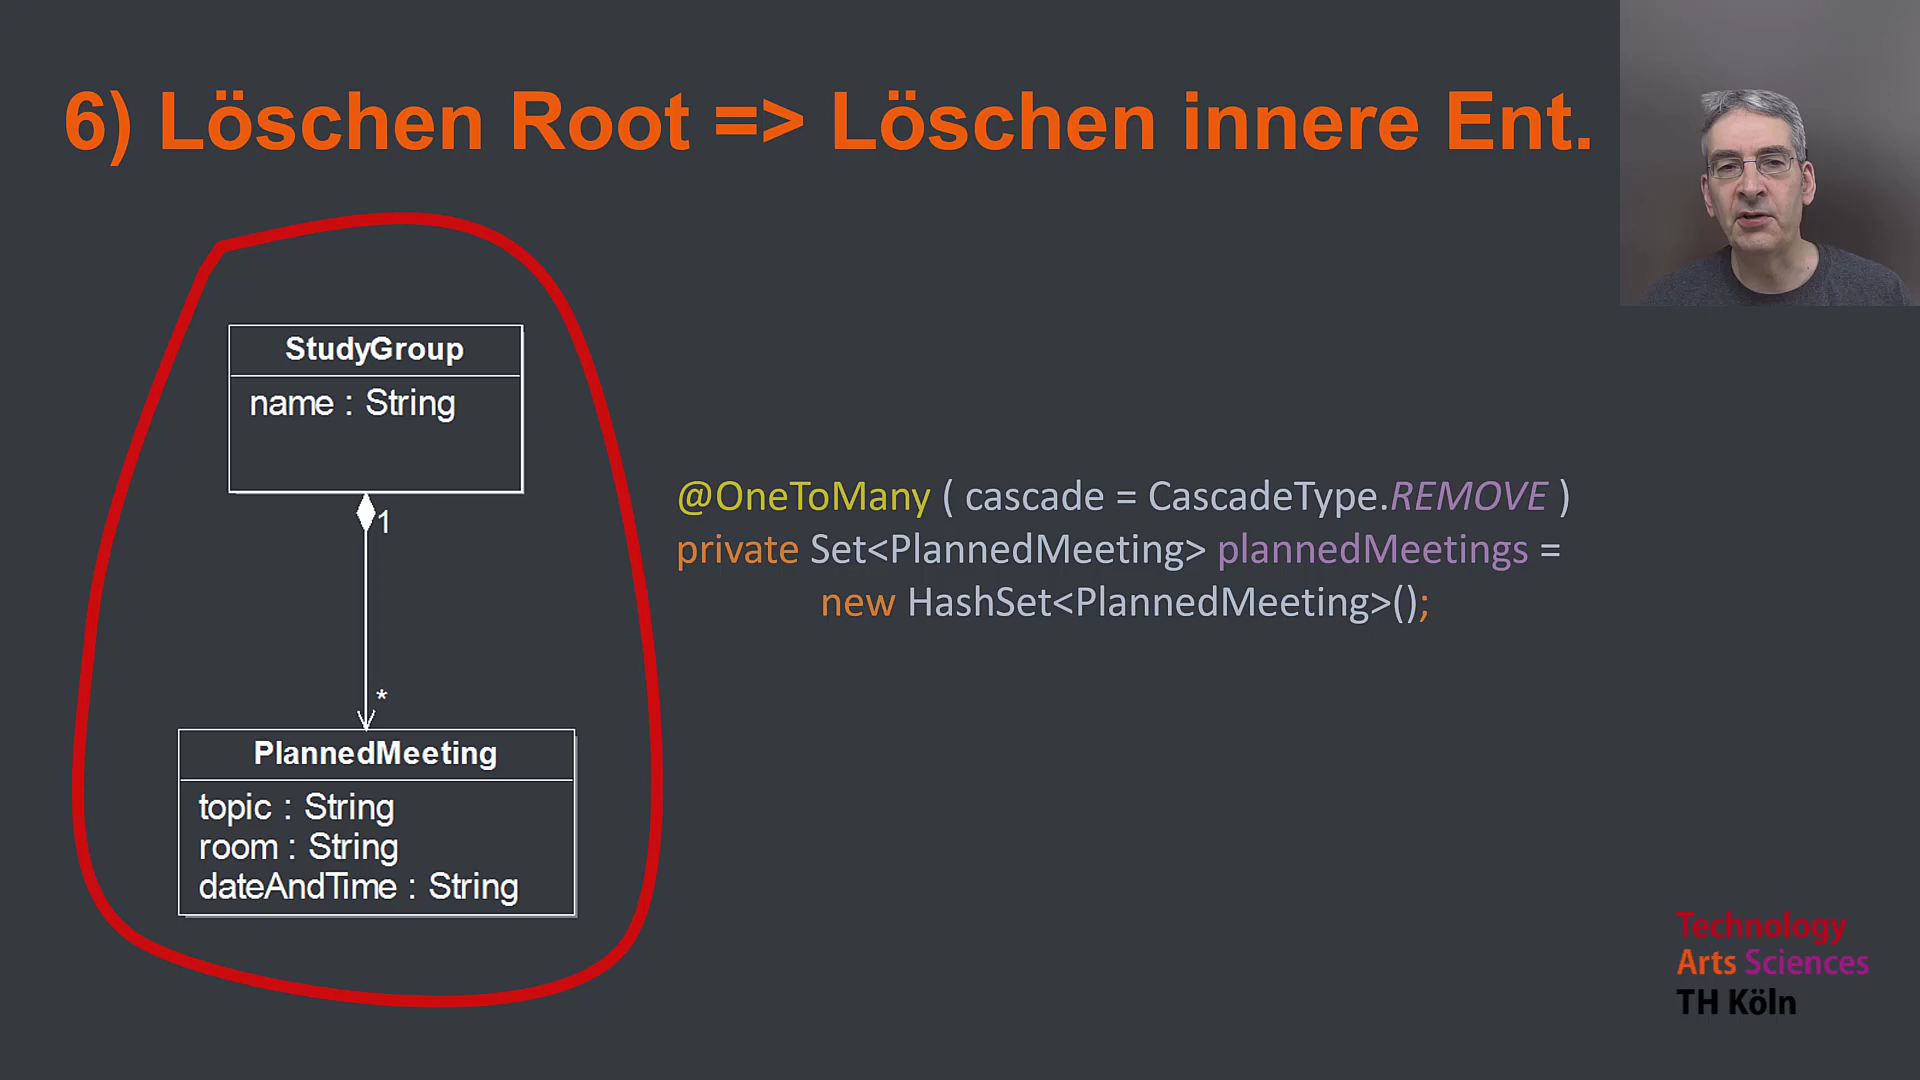 6) Löschen Root => Löschen innere Ent.
StudyGroup
name : String
1
*
PlannedMeeting
topic : String
room : String
dateAndTime : String
@OneToMany ( cascade = CascadeType.REMOVE )
private Set<PlannedMeeting> plannedMeetings =
new HashSet<PlannedMeeting>();
Technology
Arts Sciences
TH Köln